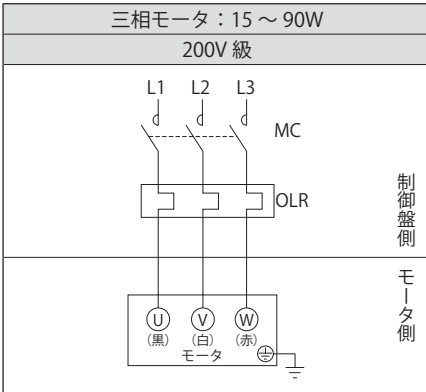 三相モータ：15 ～ 90W
200V 級
L1 L2 L3
MC
OLR
制御盤側
モータ側
U V W
(黒) (白) (赤)
モータ